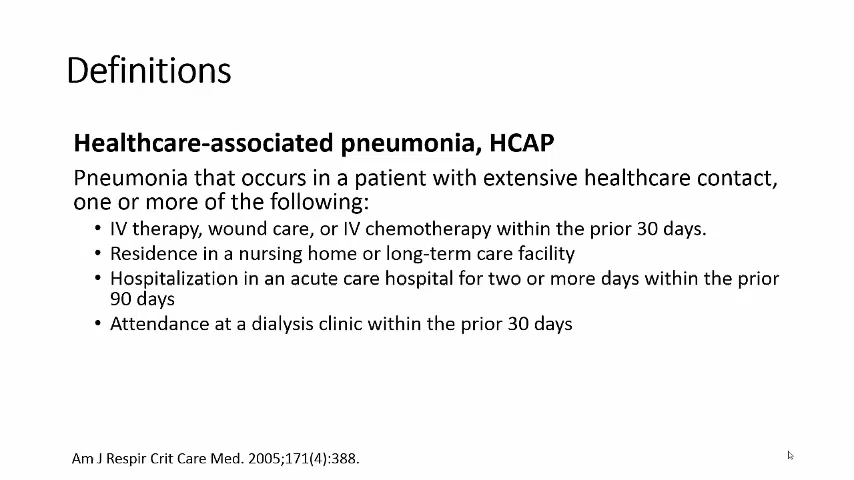 Definitions
Healthcare-associated pneumonia, HCAP
Pneumonia that occurs in a patient with extensive healthcare contact,
one or more of the following:
• IV therapy, wound care, or IV chemotherapy within the prior 30 days.
• Residence in a nursing home or long-term care facility
• Hospitalization in an acute care hospital for two or more days within the prior
90 days
• Attendance at a dialysis clinic within the prior 30 days
Am J Respir Crit Care Med. 2005;171(4):388.